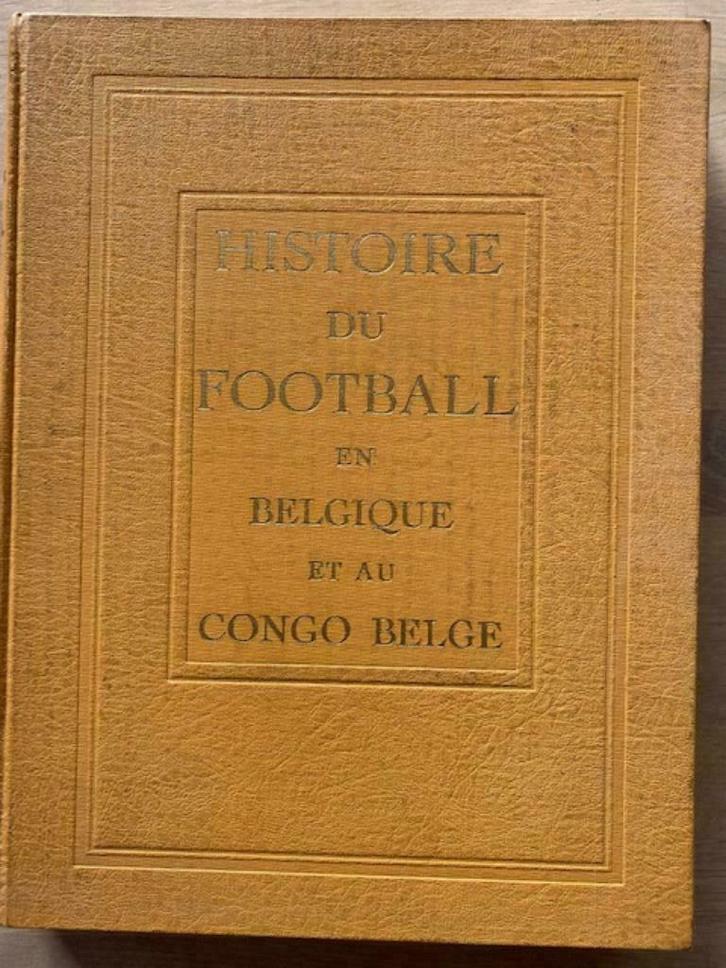 HISTOIRE
DU
FOOTBALL
EN
BELGIQUE
ET AU
CONGO BELGE